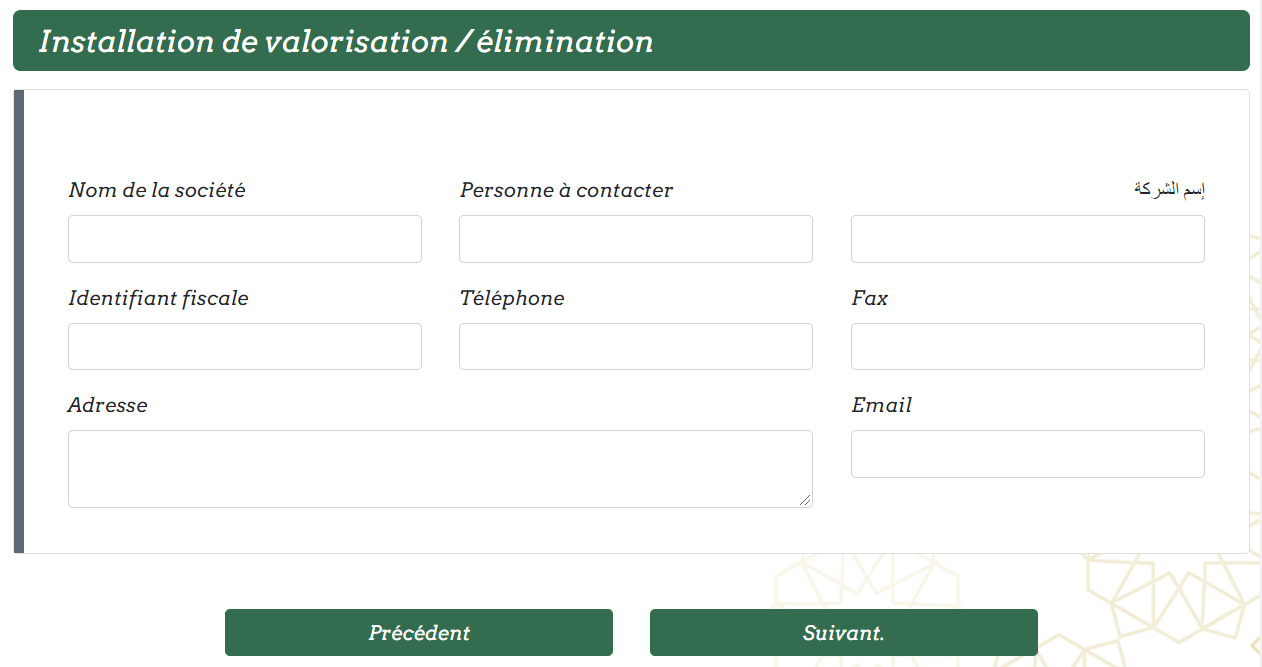 Installation de valorisation / élimination
Nom de la société
Personne à contacter
إسم الشركة
Identifiant fiscale
Téléphone
Fax
Adresse
Email
Précédent
Suivant.